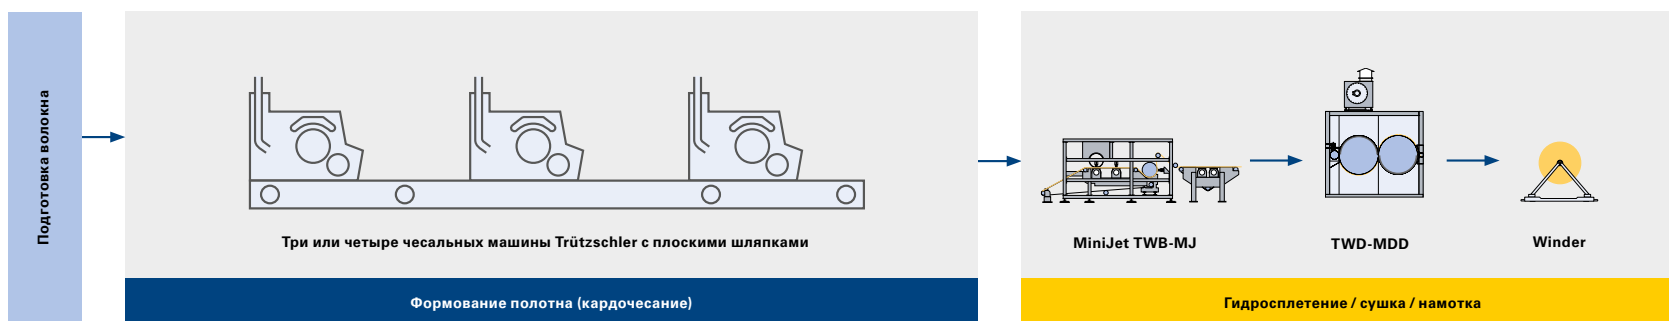 Подготовка волокна
Три или четыре чесальных машины Trützschler с плоскими шляпками
Формование полотна (кардочесание)
MiniJet TWB-MJ
TWD-MDD
Winder
Гидросплетение / сушка / намотка